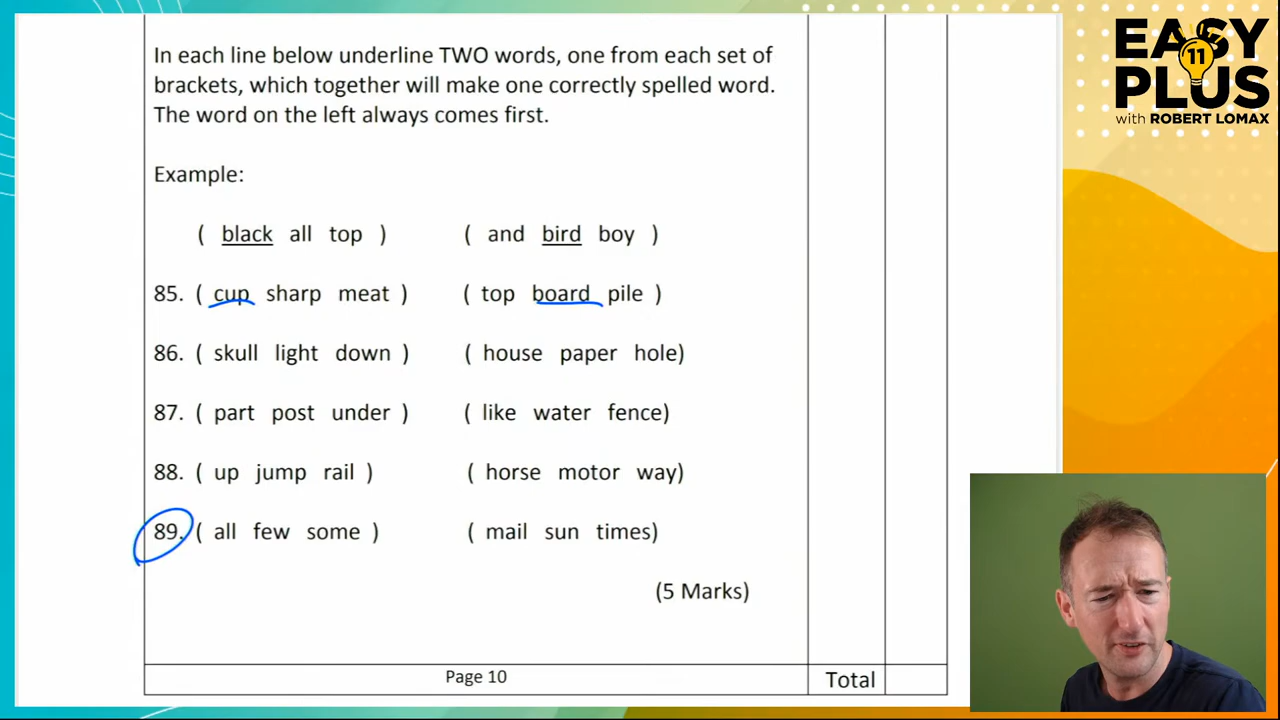 In each line below underline TWO words, one from each set of
brackets, which together will make one correctly spelled word.
The word on the left always comes first.
Example:
( black all top ) ( and bird boy )
85. ( cup sharp meat ) ( top board pile )
86. ( skull light down ) ( house paper hole)
87. ( part post under ) ( like water fence)
88. ( up jump rail ) ( horse motor way)
89. ( all few some ) ( mail sun times)
(5 Marks)
Page 10
Total
EASY
11
PLUS
with ROBERT LOMAX